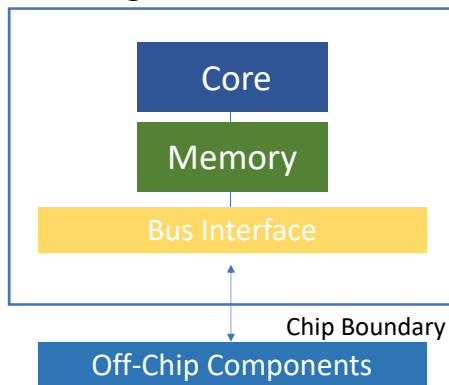 Core
Memory
Bus Interface
Chip Boundary
Off-Chip Components